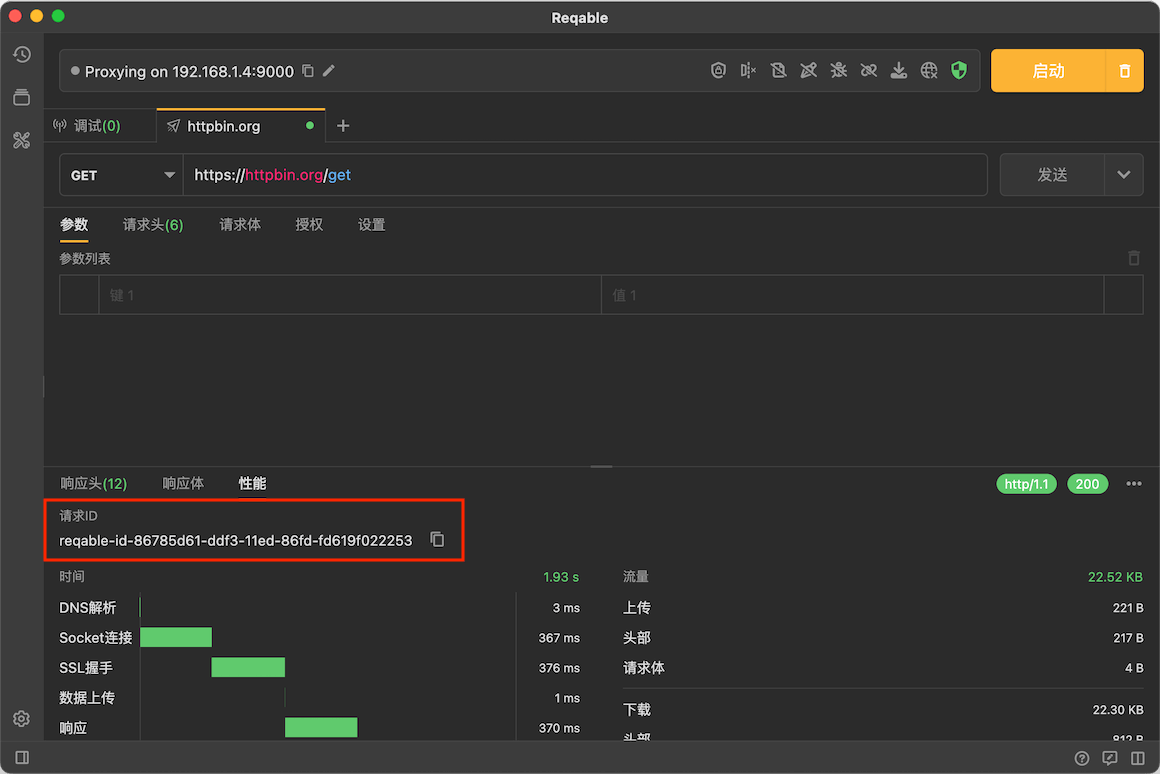 Reqable
Proxying on 192.168.1.4:9000
启动
调试(0)
httpbin.org
GET
https://httpbin.org/get
发送
参数
请求头(6)
请求体
授权
设置
参数列表
键 1
值 1
响应头(12)
响应体
性能
http/1.1
200
请求ID
reqable-id-86785d61-ddf3-11ed-86fd-fd619f022253
时间 1.93 s
DNS解析 3 ms
Socket连接 367 ms
SSL握手 376 ms
数据上传 1 ms
响应 370 ms
流量 22.52 KB
上传 221 B
头部 217 B
请求体 4 B
下载 22.30 KB
头部 812 B